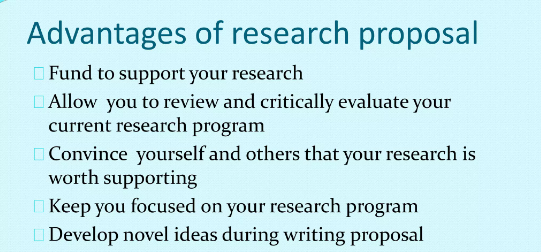 Advantages of research proposal
Fund to support your research
Allow you to review and critically evaluate your
current research program
Convince yourself and others that your research is
worth supporting
Keep you focused on your research program
Develop novel ideas during writing proposal